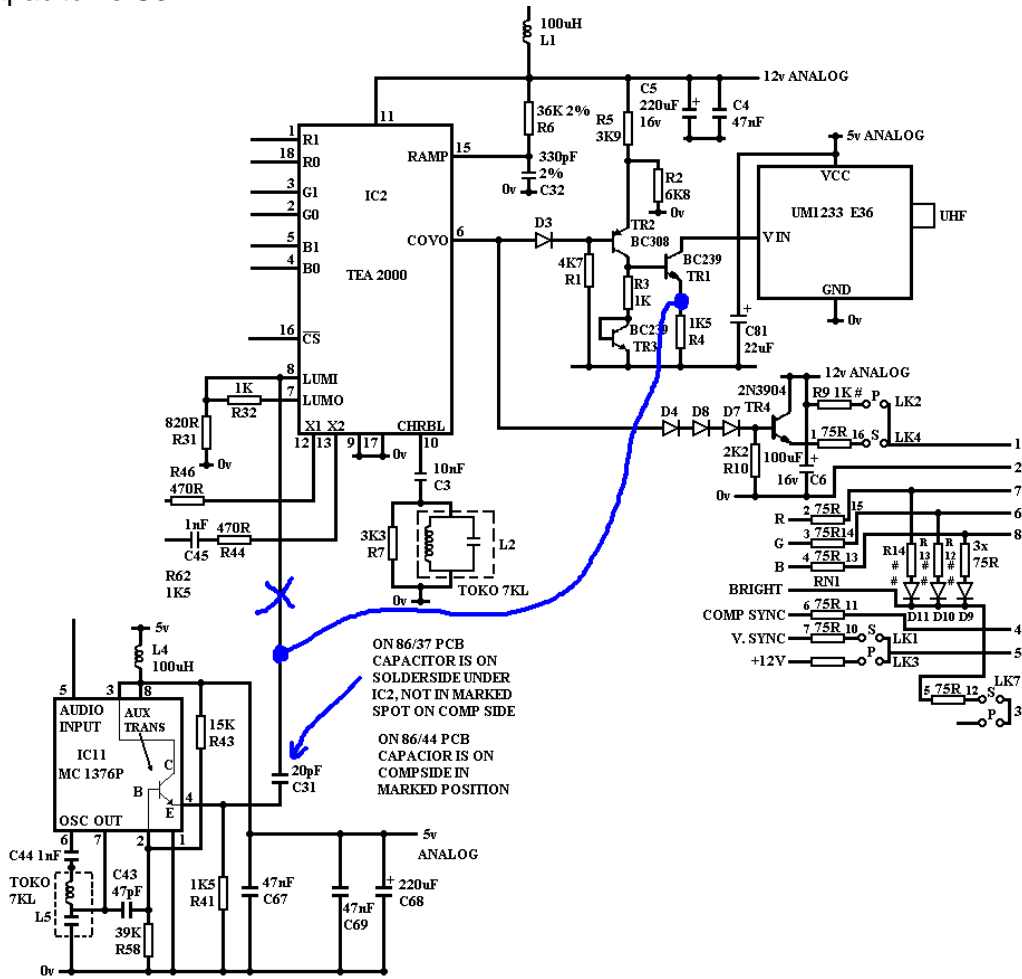 100uH
L1
12v ANALOG
11
36K 2%
R6
R5
3K9
C5
220uF
16v
+
C4
47nF
1
R1
18
R0
RAMP
15
330pF
2%
C32
0v
R2
6K8
0v
5v ANALOG
VCC
3
G1
IC2
2
G0
UM1233 E36
UHF
TR2
BC308
5
B1
COVO
6
D3
V IN
4
B0
BC239
TR1
TEA 2000
4K7
R1
R3
1K
GND
0v
16
CS
BC239
TR3
1K5
R4
+
C81
22uF
8
LUMI
1K
R32
7
LUMO
12v ANALOG
2N3904
TR4
R9 1K #
P
LK2
820R
R31
0v
X1 X2
CHRBL
12 13
9
17
0v
10
D4 D8 D7
1 75R 16
S
LK4
1
10nF
C3
2K2
R10
100uF
+
16v
C6
0v
2
R46
470R
7
R
2 75R 15
6
G
3 75R 14
8
B
4 75R 13
1nF
C45
470R
R44
3K3
R7
L2
R14
#
#
R
13
#
#
R
12
#
#
3x
75R
R62
1K5
0v
TOKO 7KL
BRIGHT
RN1
D11 D10 D9
COMP SYNC
6 75R 11
4
V. SYNC
7 75R 10
S
LK1
5
+12V
P
LK3
LK7
5 75R 12
S
P
3
5v
L4
100uH
ON 86/37 PCB
CAPACITOR IS ON
SOLDERSIDE UNDER
IC2, NOT IN MARKED
SPOT ON COMP SIDE
5
3
8
AUDIO
INPUT
AUX
TRANS
15K
R43
ON 86/44 PCB
CAPACIOR IS ON
COMPSIDE IN
MARKED POSITION
IC11
MC 1376P
C
B
E
4
20pF
C31
OSC OUT
6
7
2
1
5v
ANALOG
C44 1nF
TOKO
7KL
L5
C43
47pF
39K
R58
1K5
R41
47nF
C67
47nF
C69
+
220uF
C68
0v